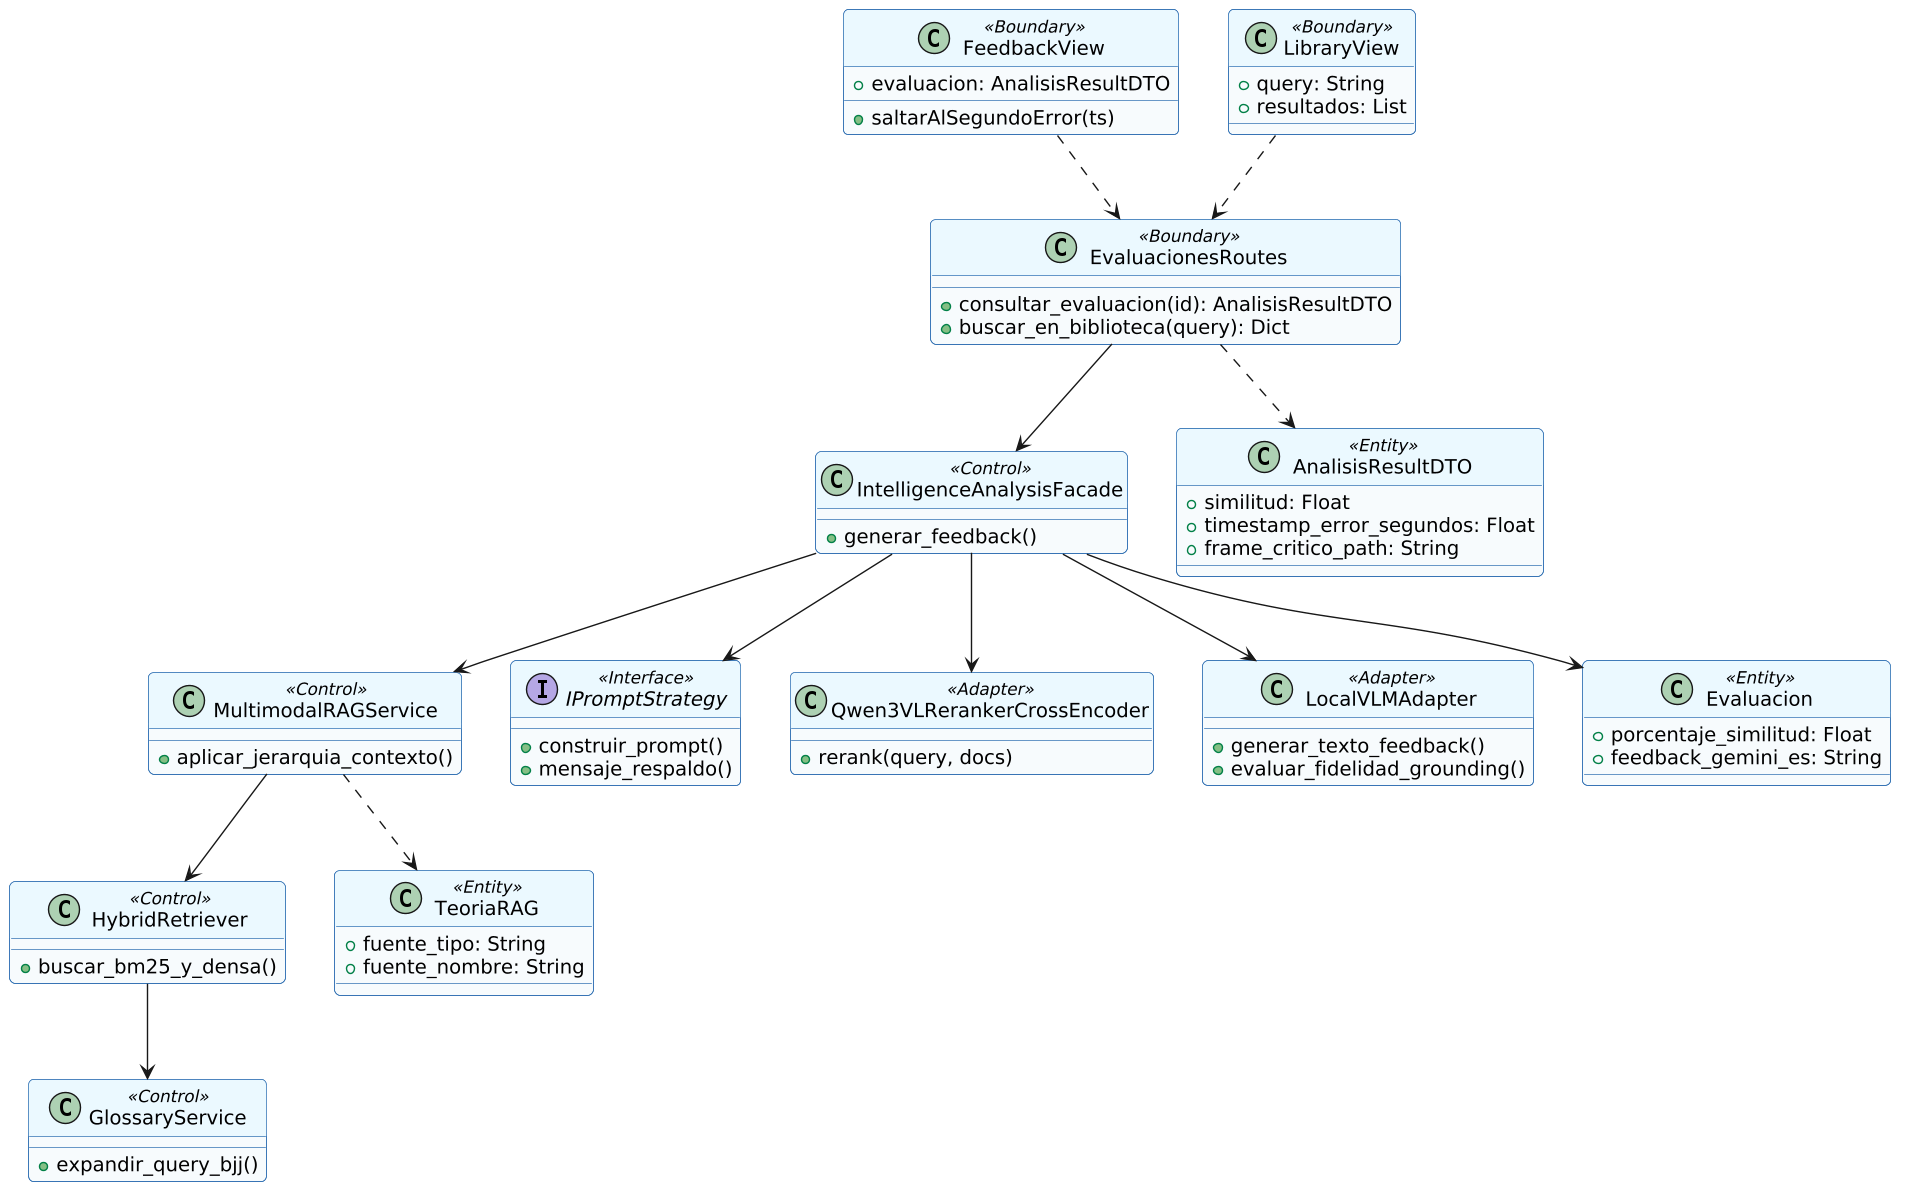 C
«Boundary»
FeedbackView
evaluacion: AnalisisResultDTO
saltarAlSegundoError(ts)
C
«Boundary»
LibraryView
query: String
resultados: List
C
«Boundary»
EvaluacionesRoutes
consultar_evaluacion(id): AnalisisResultDTO
buscar_en_biblioteca(query): Dict
C
«Control»
IntelligenceAnalysisFacade
generar_feedback()
C
«Entity»
AnalisisResultDTO
similitud: Float
timestamp_error_segundos: Float
frame_critico_path: String
C
«Control»
MultimodalRAGService
aplicar_jerarquia_contexto()
I
«Interface»
IPromptStrategy
construir_prompt()
mensaje_respaldo()
C
«Adapter»
Qwen3VLRerankerCrossEncoder
rerank(query, docs)
C
«Adapter»
LocalVLMAdapter
generar_texto_feedback()
evaluar_fidelidad_grounding()
C
«Entity»
Evaluacion
porcentaje_similitud: Float
feedback_gemini_es: String
C
«Control»
HybridRetriever
buscar_bm25_y_densa()
C
«Entity»
TeoriaRAG
fuente_tipo: String
fuente_nombre: String
C
«Control»
GlossaryService
expandir_query_bjj()